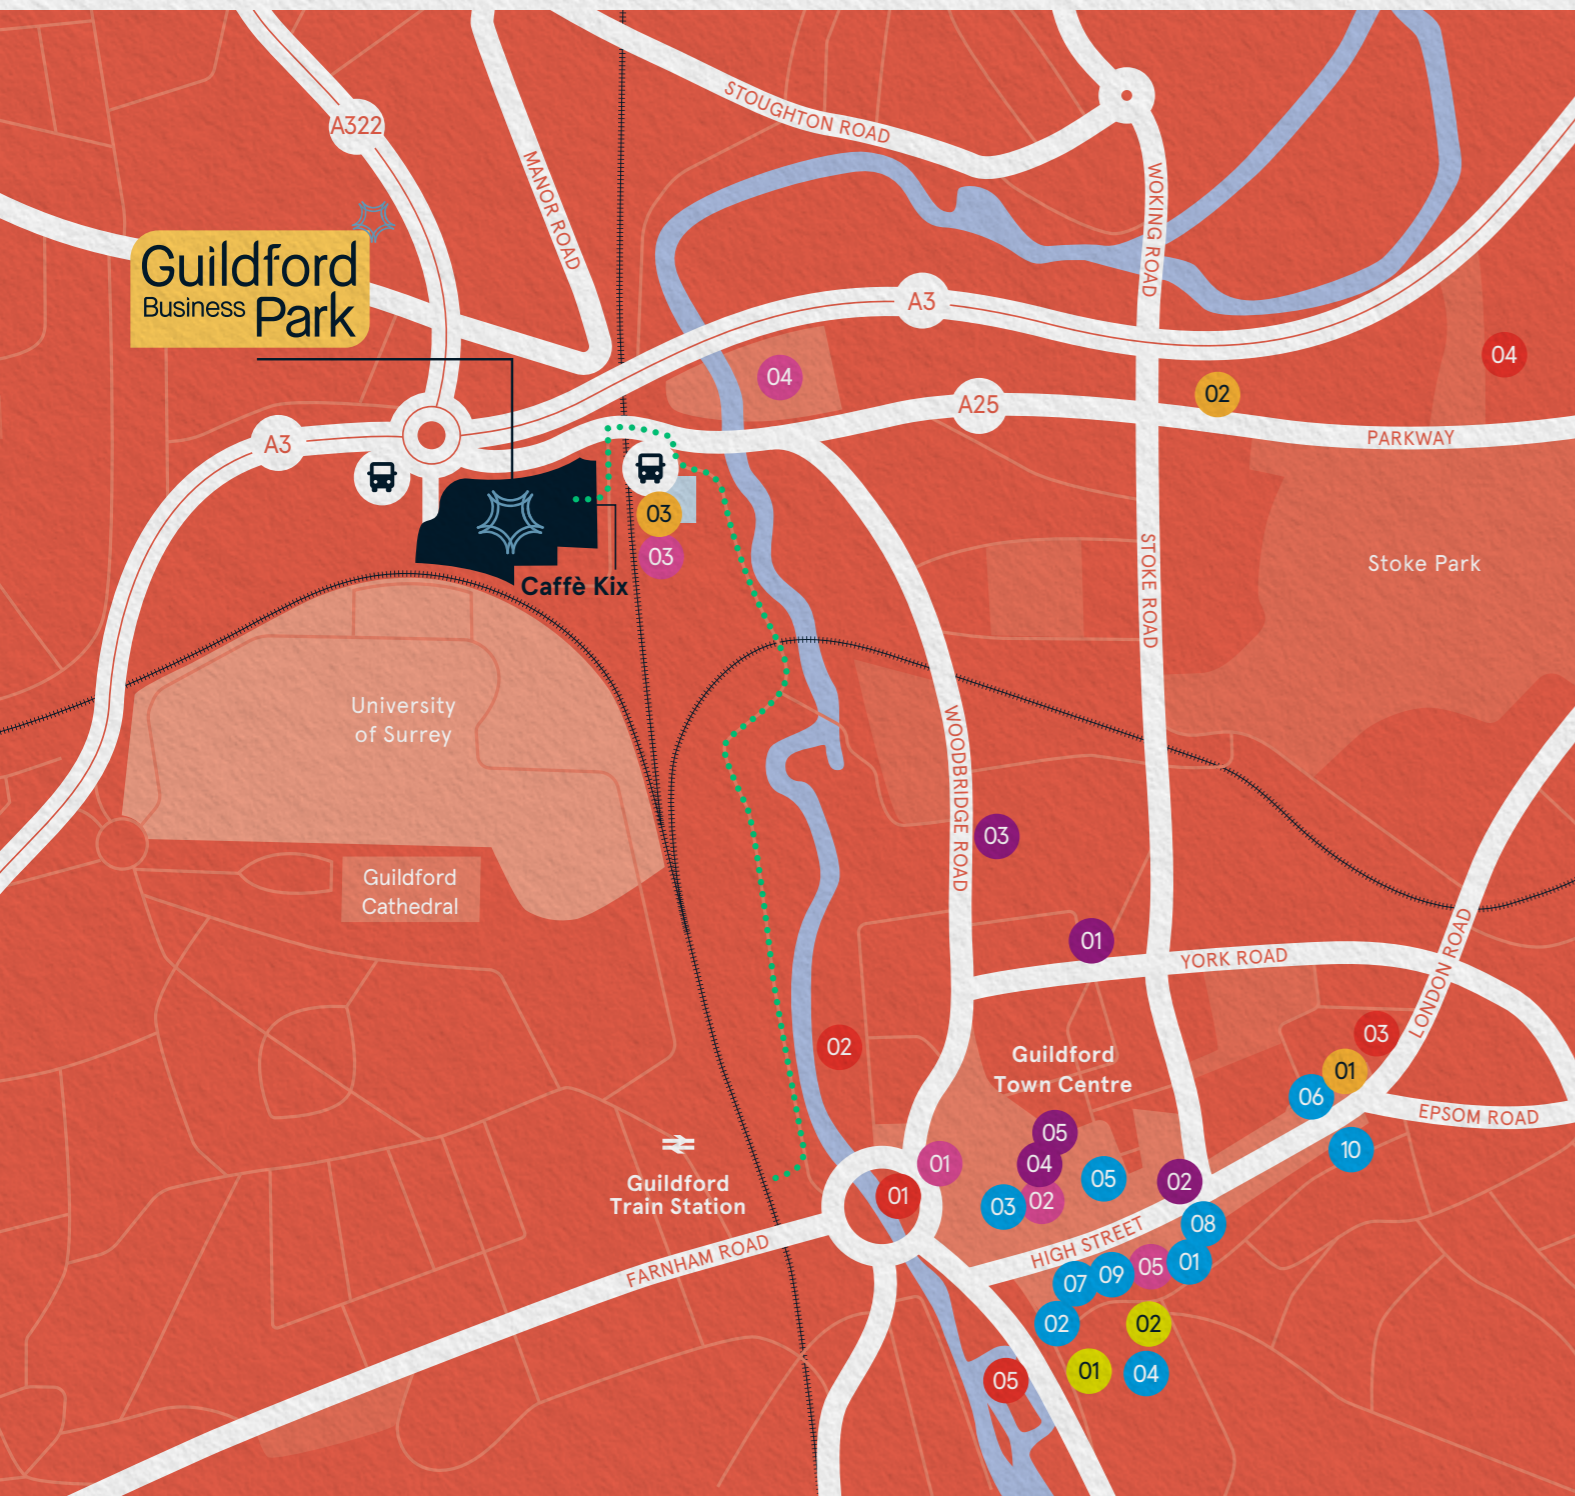 A322
STOUGHTON ROAD
MANOR ROAD
WOKING ROAD
Guildford
Business Park
A3
04
04
02
A25
PARKWAY
A3
03
03
Caffè Kix
STOKE ROAD
Stoke Park
University
of Surrey
WOODBRIDGE ROAD
03
Guildford
Cathedral
01
YORK ROAD
LONDON ROAD
02
03
Guildford
Town Centre
01
06
EPSOM ROAD
05
10
01
04
05
02
Guildford
Train Station
01
03
02
08
HIGH STREET
FARNHAM ROAD
07
09
05
01
02
02
01
04
05